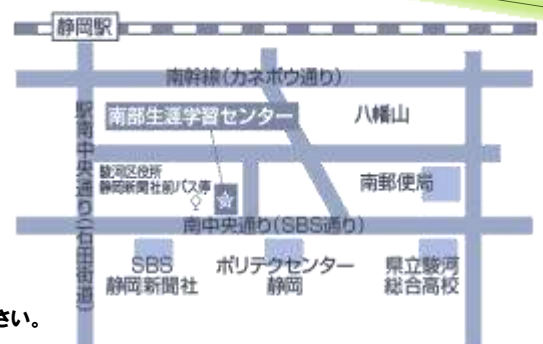 静岡駅
南幹線(カネボウ通り)
南部生涯学習センター
八幡山
駅南中央通り(石田街道)
駿河区役所
静岡新聞社前バス停
南郵便局
南中央通り(SBS通り)
SBS
静岡新聞社
ポリテクセンター
静岡
県立駿河
総合高校
さい。